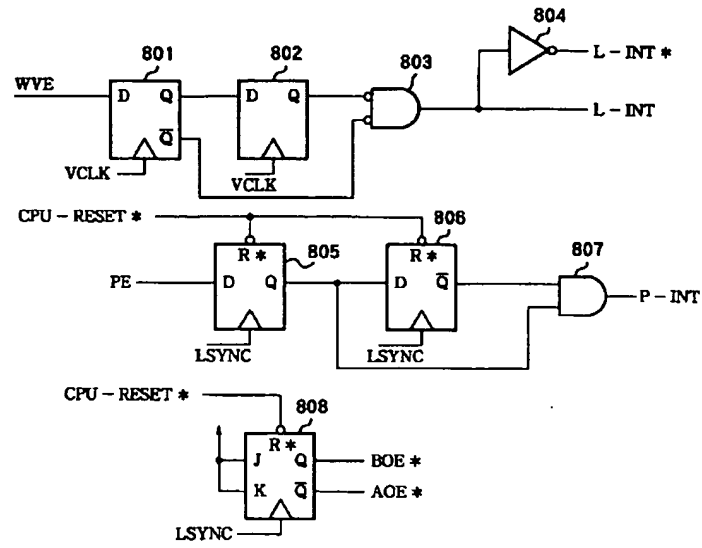 804
801
802
803
L-INT *
WVE
D Q
Q̅
D Q
L-INT
VCLK
VCLK
CPU-RESET *
806
805
807
R *
R *
PE
D Q
D Q̅
P-INT
LSYNC
LSYNC
CPU-RESET *
808
R *
J Q
BOE *
K Q̅
AOE *
LSYNC